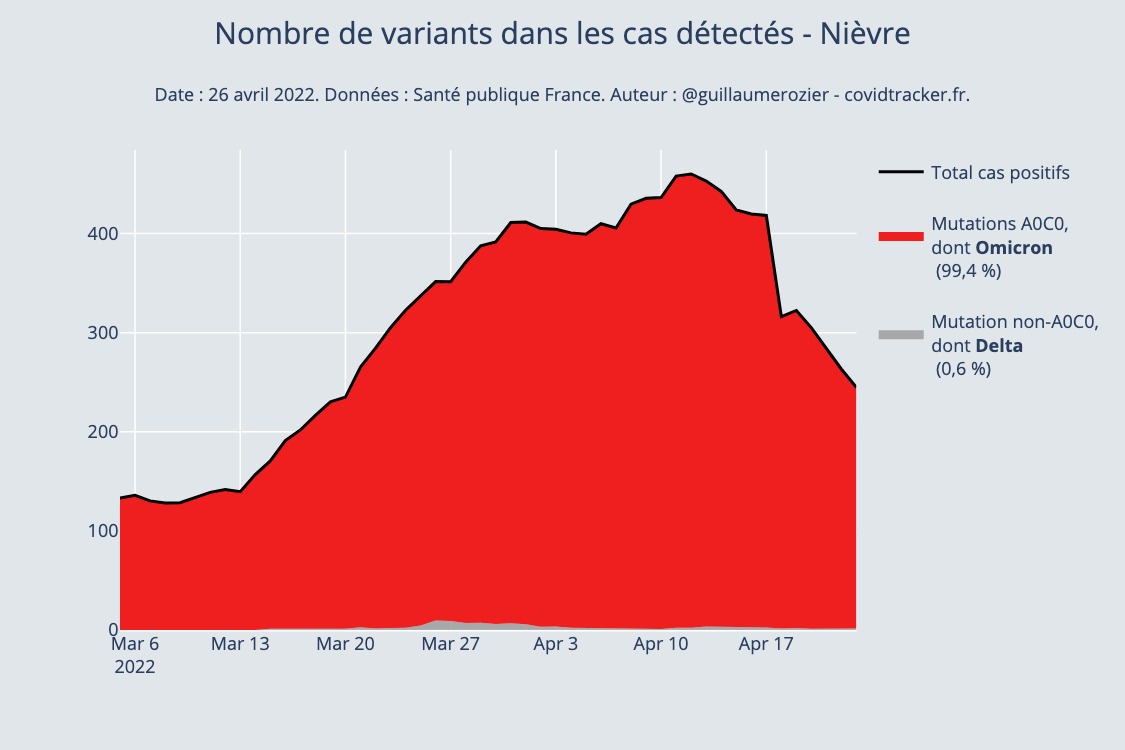 Nombre de variants dans les cas détectés - Nièvre
Date : 26 avril 2022. Données : Santé publique France. Auteur : @guillaumerozier - covidtracker.fr.
Total cas positifs
Mutations A0C0,
dont Omicron
(99,4 %)
Mutation non-A0C0,
dont Delta
(0,6 %)
400
300
200
100
0
Mar 6 Mar 13 Mar 20 Mar 27 Apr 3 Apr 10 Apr 17
2022